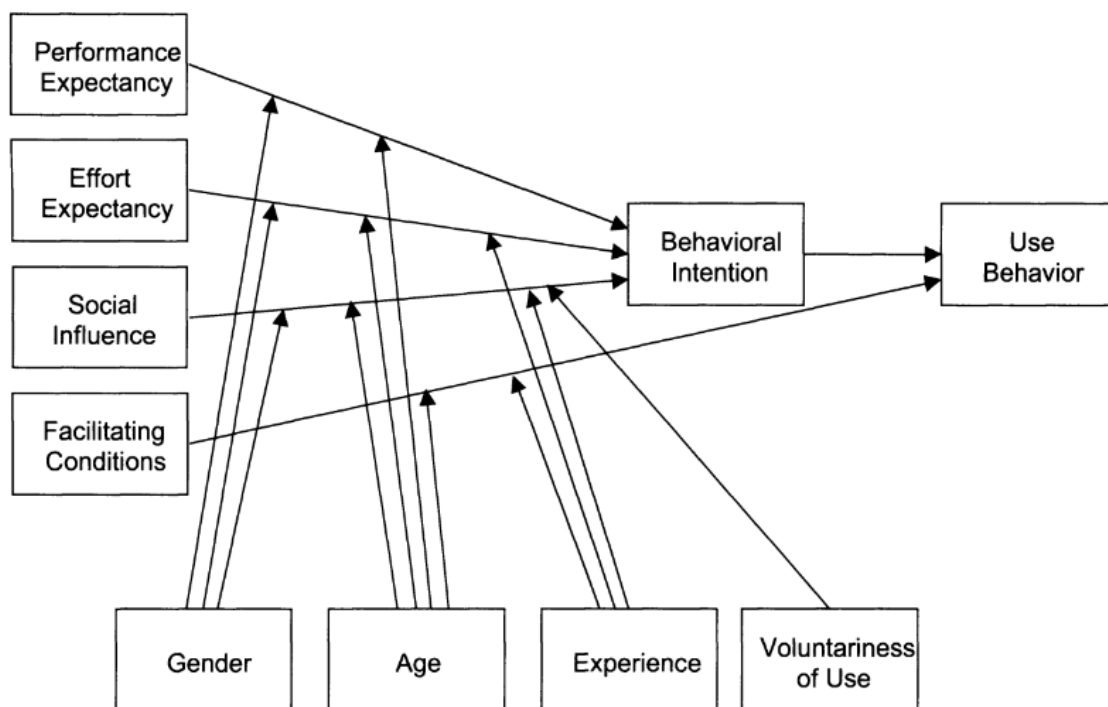 Performance
Expectancy
Effort
Expectancy
Social
Influence
Facilitating
Conditions
Behavioral
Intention
Use
Behavior
Gender
Age
Experience
Voluntariness
of Use